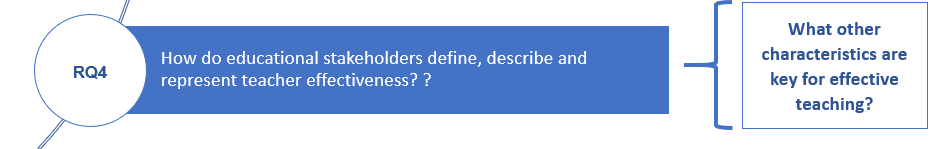 RQ4
How do educational stakeholders define, describe and
represent teacher effectiveness? ?
What other
characteristics are
key for effective
teaching?